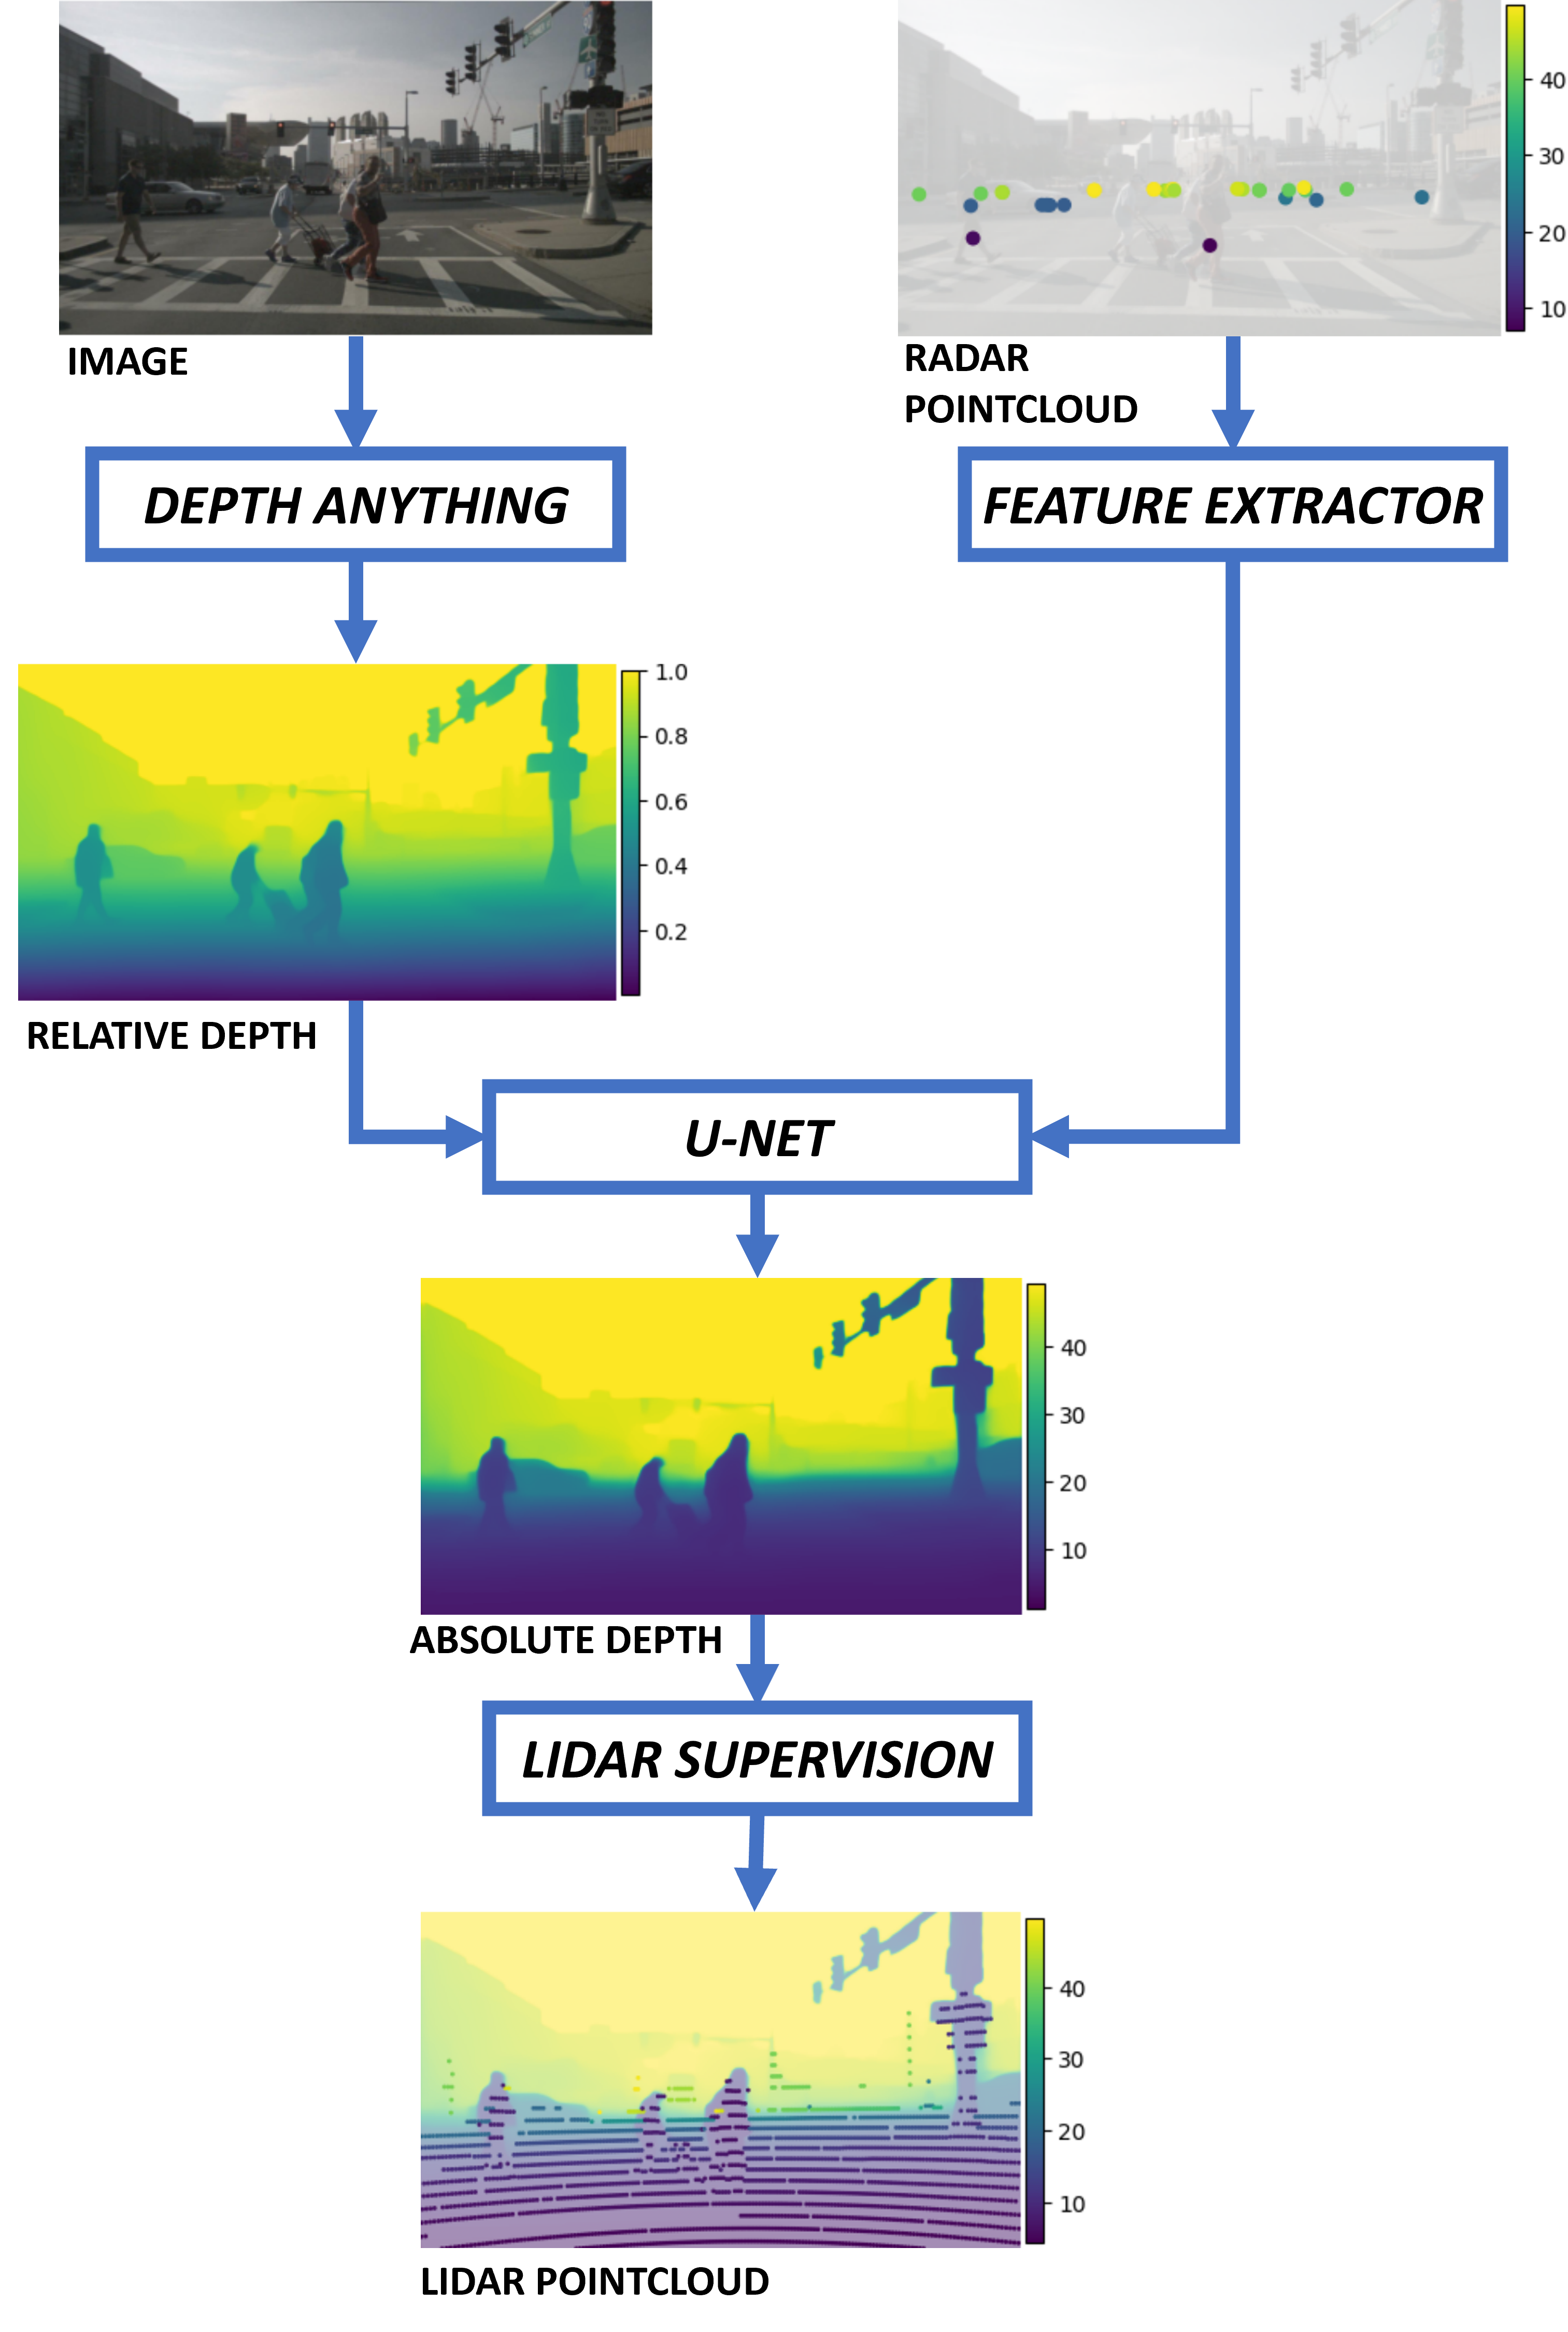 40
30
20
10
IMAGE
RADAR
POINTCLOUD
DEPTH ANYTHING
FEATURE EXTRACTOR
1.0
0.8
0.6
0.4
0.2
RELATIVE DEPTH
U-NET
40
30
20
10
ABSOLUTE DEPTH
LIDAR SUPERVISION
40
30
20
10
LIDAR POINTCLOUD